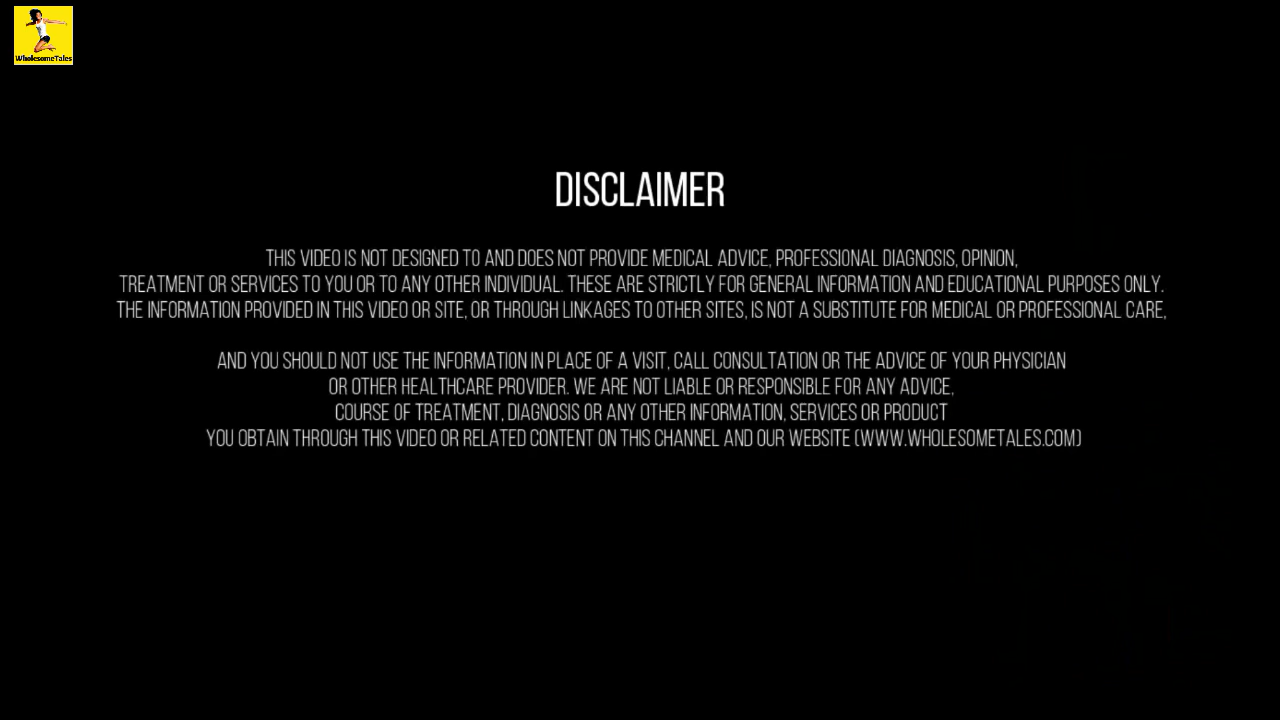 WholesomeTales
DISCLAIMER
THIS VIDEO IS NOT DESIGNED TO AND DOES NOT PROVIDE MEDICAL ADVICE, PROFESSIONAL DIAGNOSIS, OPINION,
TREATMENT OR SERVICES TO YOU OR TO ANY OTHER INDIVIDUAL. THESE ARE STRICTLY FOR GENERAL INFORMATION AND EDUCATIONAL PURPOSES ONLY.
THE INFORMATION PROVIDED IN THIS VIDEO OR SITE, OR THROUGH LINKAGES TO OTHER SITES, IS NOT A SUBSTITUTE FOR MEDICAL OR PROFESSIONAL CARE,
AND YOU SHOULD NOT USE THE INFORMATION IN PLACE OF A VISIT, CALL CONSULTATION OR THE ADVICE OF YOUR PHYSICIAN
OR OTHER HEALTHCARE PROVIDER. WE ARE NOT LIABLE OR RESPONSIBLE FOR ANY ADVICE,
COURSE OF TREATMENT, DIAGNOSIS OR ANY OTHER INFORMATION, SERVICES OR PRODUCT
YOU OBTAIN THROUGH THIS VIDEO OR RELATED CONTENT ON THIS CHANNEL AND OUR WEBSITE (WWW.WHOLESOMETALES.COM)